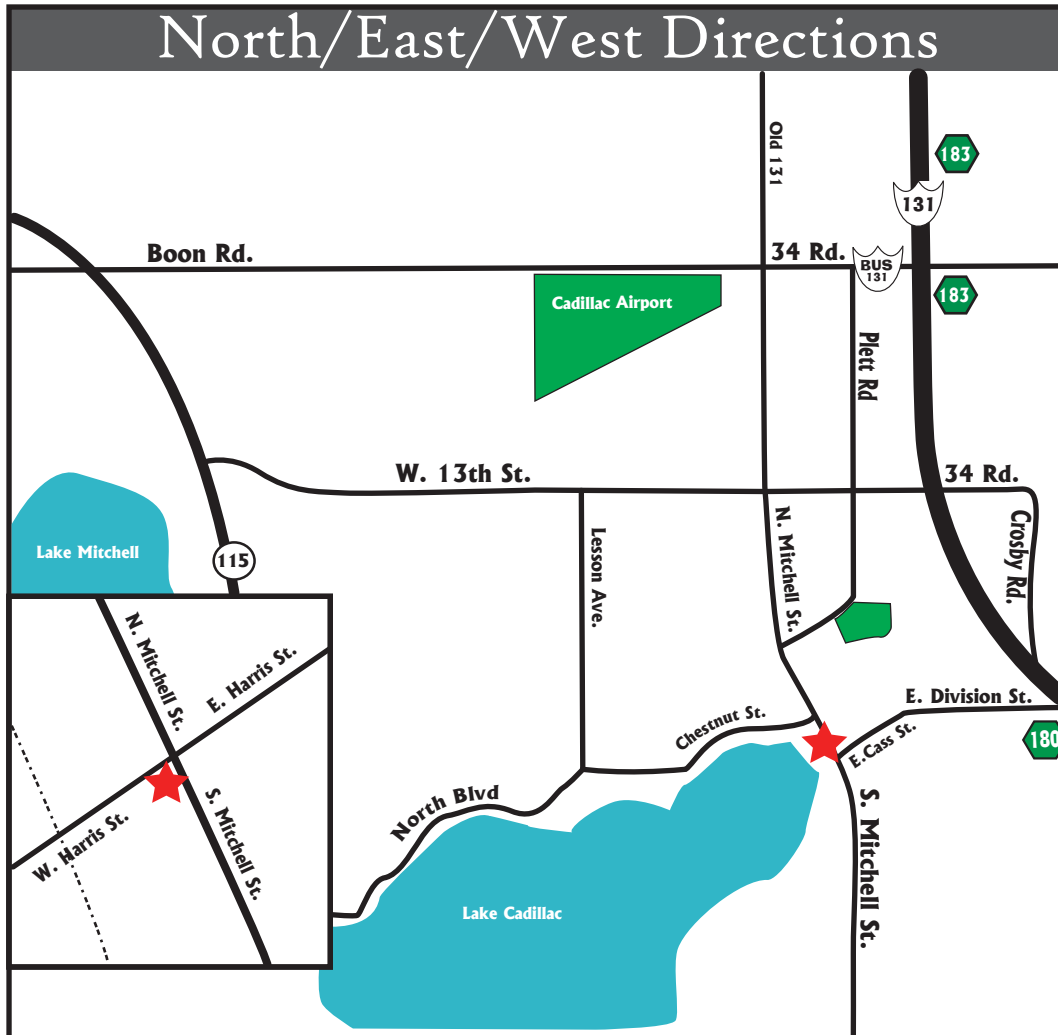 North/East/West Directions
Old 131
183
131
Boon Rd.
34 Rd.
BUS
131
183
Cadillac Airport
Plett Rd
W. 13th St.
34 Rd.
Lake Mitchell
115
Lesson Ave.
N. Mitchell St.
Crosby Rd.
N. Mitchell St.
E. Harris St.
W. Harris St.
S. Mitchell St.
Chestnut St.
E. Division St.
E.Cass St.
180
North Blvd
S. Mitchell St.
Lake Cadillac